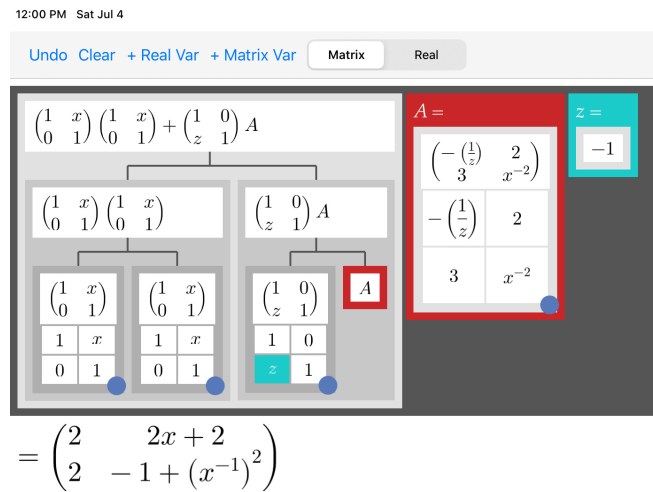 12:00 PM Sat Jul 4
Undo Clear + Real Var + Matrix Var Matrix Real
(1 x 0 1) (1 x 0 1) + (1 0 z 1) A
A =
z =
(−(1/z) 2 3 x⁻²)
−1
(1 x 0 1) (1 x 0 1)
(1 0 z 1) A
−(1/z) 2
3 x⁻²
(1 x 0 1)
(1 x 0 1)
(1 0 z 1)
A
1 x
0 1
1 x
0 1
1 0
z 1
= (2 2x + 2 2 − 1 + (x⁻¹)²)